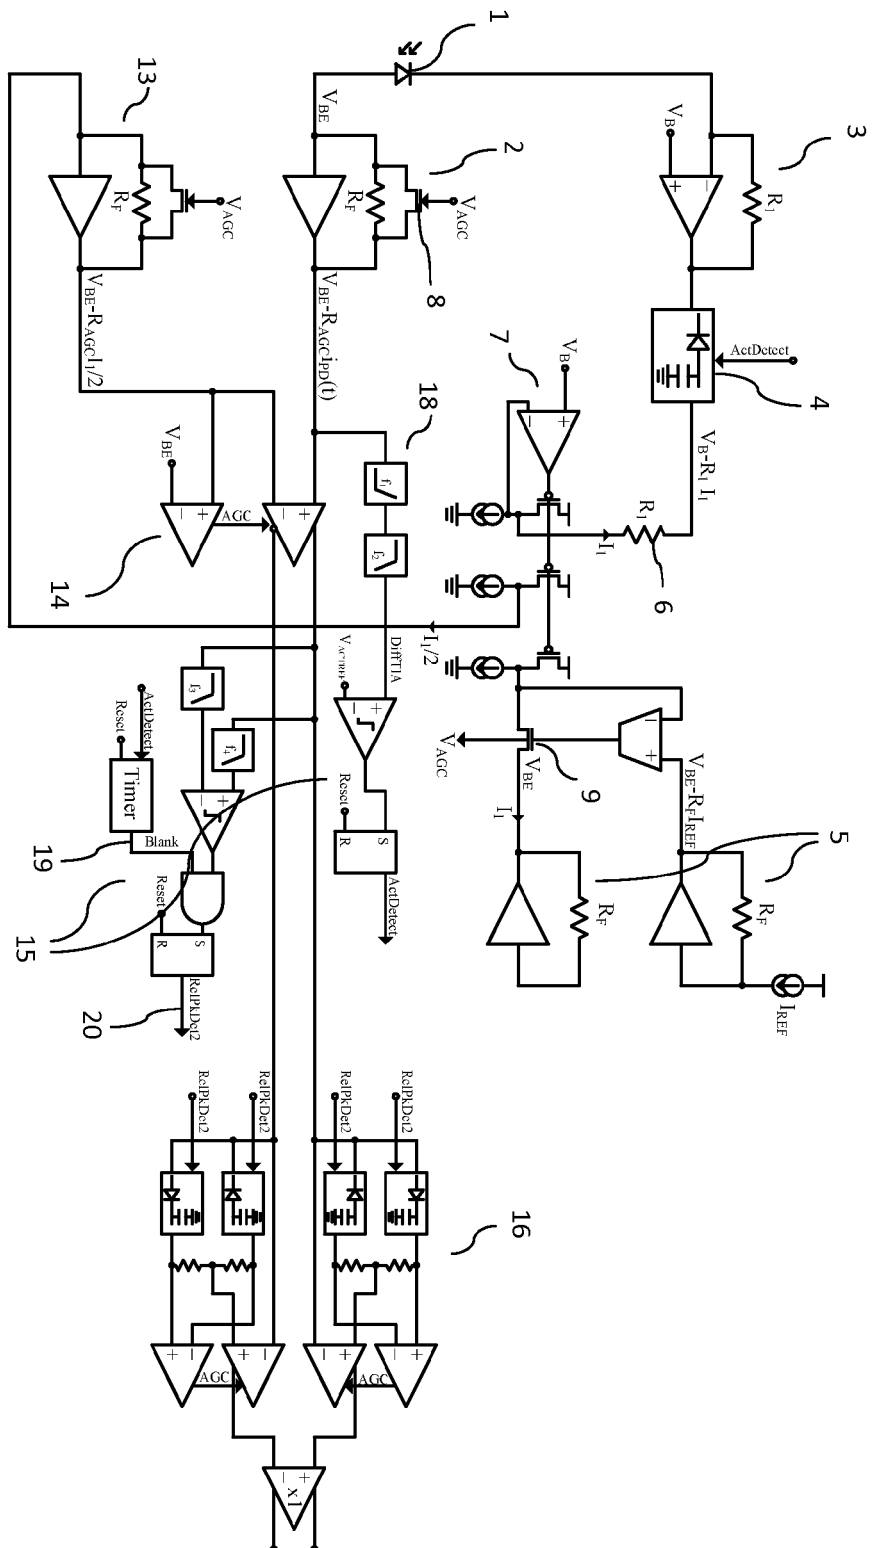 1
2
3
13
R1
VB
−
+
VBE
RF
VAGC
RF
VAGC
8
4
ActDetect
VB-R1 I1
VBE-RAGCiPD(t)
VBE-RAGCI1/2
7
VB
+
−
18
f1
f2
R1
6
I1
I1/2
VBE
+
−
AGC
+
−
14
DiffTIA
VACTREF
+
−
f3
f4
VAGC
VBE
9
I1
− +
VBE-RFIREF
5
RF
RF
IREF
ActDetect
Reset
Timer
19
Blank
+
−
Reset
S
R
ActDetect
15
Reset
S
R
RelPkDet2
20
RelPkDet2
RelPkDet2
RelPkDet2
RelPkDet2
16
+
−
+
−
AGC
−
+
−
+
AGC
+
−
x1